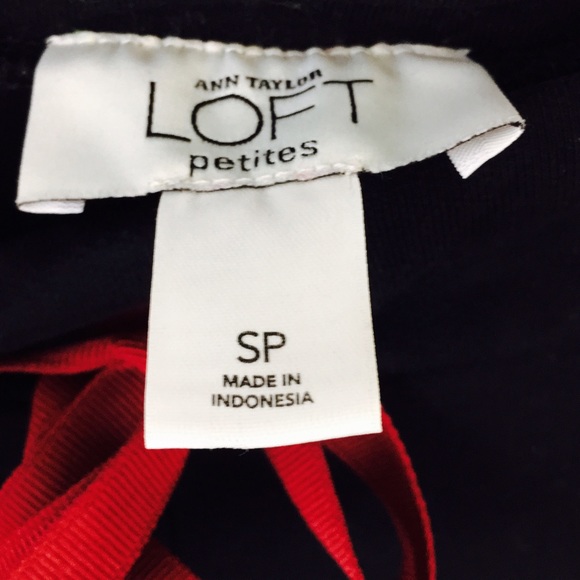 ANN TAYLOR
LOFT
petites
SP
MADE IN
INDONESIA